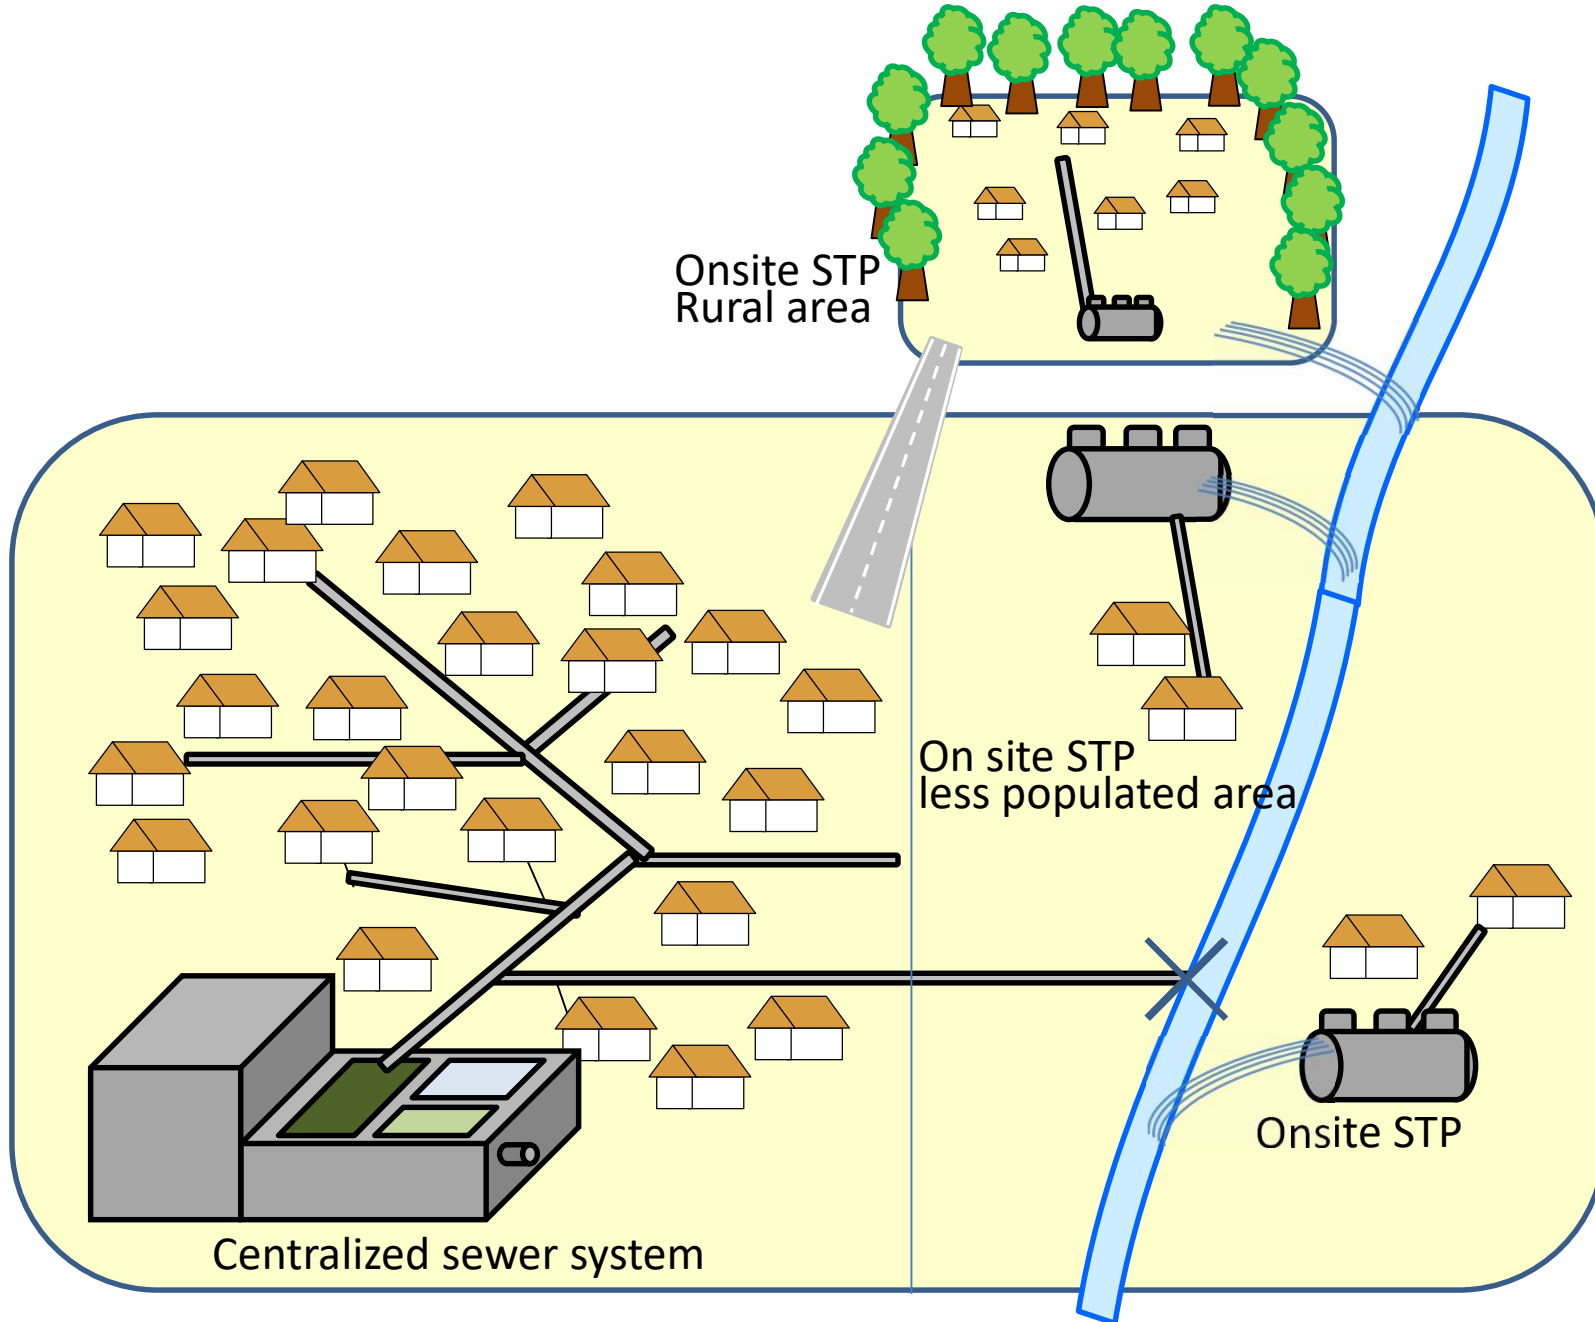 Onsite STP
Rural area
On site STP
less populated area
Onsite STP
Centralized sewer system